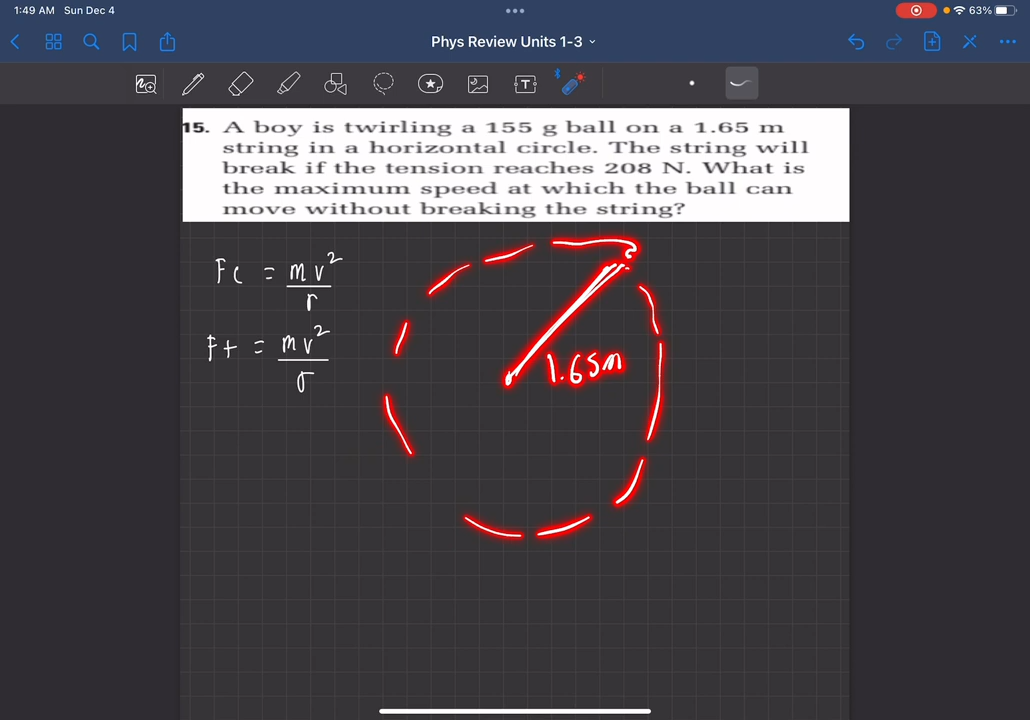 1:49 AM Sun Dec 4
63%
Phys Review Units 1-3
T
15. A boy is twirling a 155 g ball on a 1.65 m
string in a horizontal circle. The string will
break if the tension reaches 208 N. What is
the maximum speed at which the ball can
move without breaking the string?
Fc = mv²/r
Ft = mv²/r
1.65m